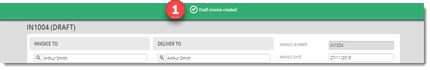 1 Draft invoice created
IN1004 (DRAFT)
INVOICE TO DELIVER TO INVOICE NUMBER IN1004
Arthur Smith Arthur Smith INVOICE DATE 27/11/2019